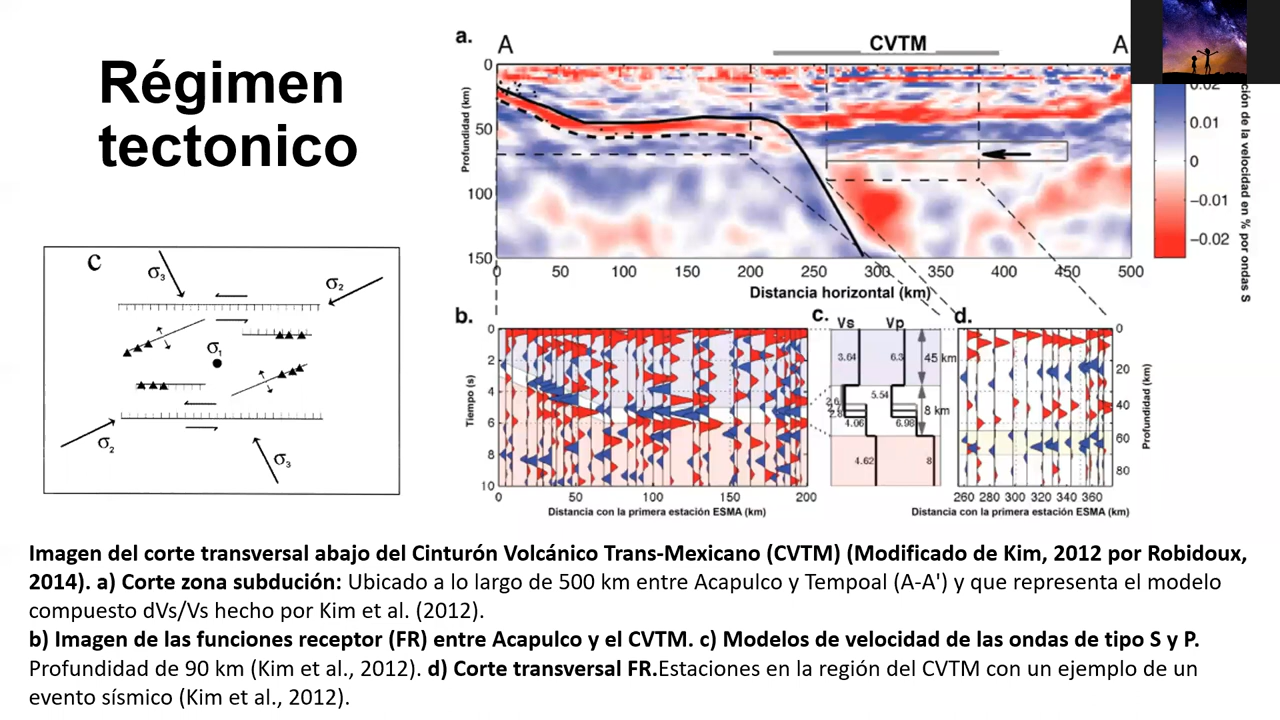 Régimen
tectonico
c
σ3
σ2
σ1
σ2
σ3
a.
A
CVTM
A
0
50
100
150
Profundidad (km)
0 50 100 150 200 250 300 350 400 450 500
Distancia horizontal (km)
0.02
0.01
0
−0.01
−0.02
ción de la velocidad en % por ondas S
b.
0
2
4
6
8
10
Tiempo (s)
0 50 100 150 200
Distancia con la primera estación ESMA (km)
c.
Vs Vp
3.64 6.3 45 km
5.54
8 km
4.06 6.98
4.62 8
d.
0
20
40
60
80
Profundidad (km)
260 280 300 320 340 360
Distancia con la primera estación ESMA (km)
Imagen del corte transversal abajo del Cinturón Volcánico Trans-Mexicano (CVTM) (Modificado de Kim, 2012 por Robidoux,
2014). a) Corte zona subdución: Ubicado a lo largo de 500 km entre Acapulco y Tempoal (A-A') y que representa el modelo
compuesto dVs/Vs hecho por Kim et al. (2012).
b) Imagen de las funciones receptor (FR) entre Acapulco y el CVTM. c) Modelos de velocidad de las ondas de tipo S y P.
Profundidad de 90 km (Kim et al., 2012). d) Corte transversal FR.Estaciones en la región del CVTM con un ejemplo de un
evento sísmico (Kim et al., 2012).